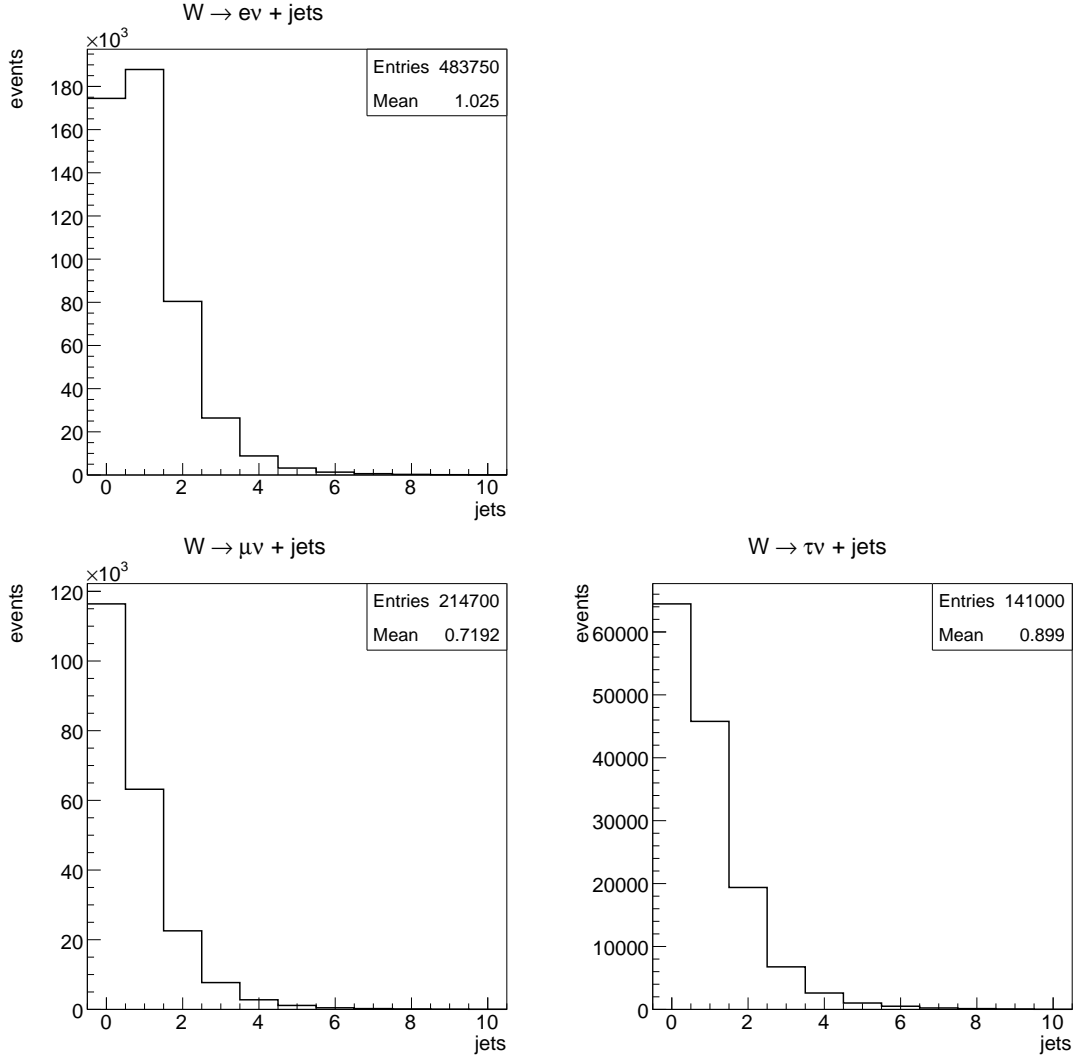 W → eν + jets
×10³
events
Entries 483750
Mean 1.025
180
160
140
120
100
80
60
40
20
0
0 2 4 6 8 10
jets
W → μν + jets
×10³
events
Entries 214700
Mean 0.7192
120
100
80
60
40
20
0
0 2 4 6 8 10
jets
W → τν + jets
events
Entries 141000
Mean 0.899
60000
50000
40000
30000
20000
10000
0
0 2 4 6 8 10
jets